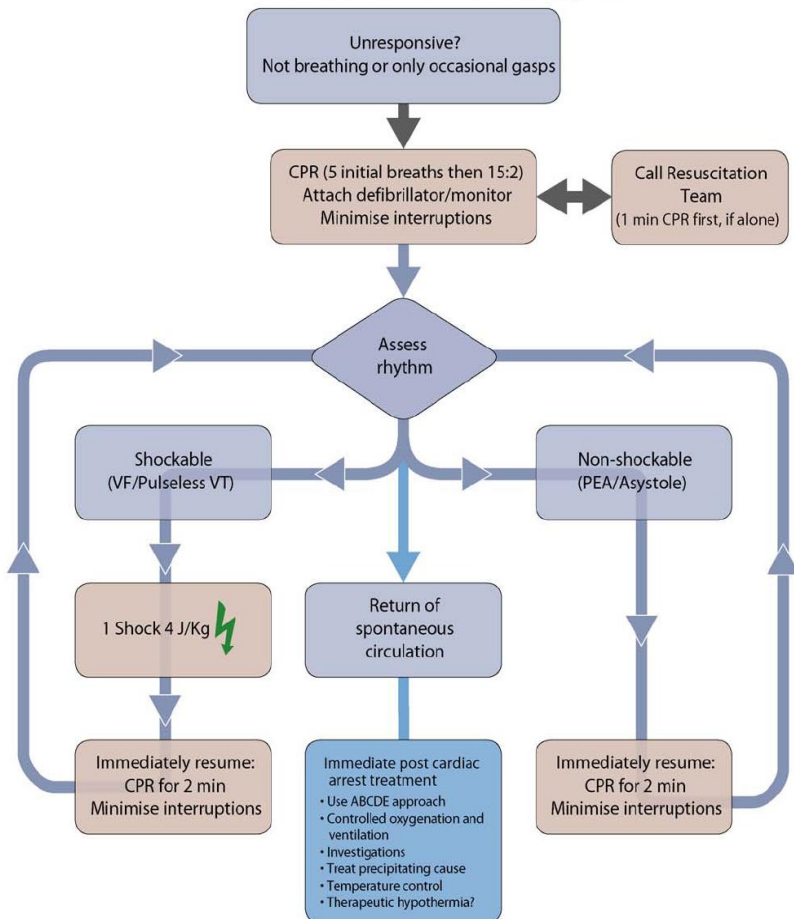 Unresponsive?
Not breathing or only occasional gasps
CPR (5 initial breaths then 15:2)
Attach defibrillator/monitor
Minimise interruptions
Call Resuscitation
Team
(1 min CPR first, if alone)
Assess
rhythm
Shockable
(VF/Pulseless VT)
Non-shockable
(PEA/Asystole)
1 Shock 4 J/Kg
Return of
spontaneous
circulation
Immediately resume:
CPR for 2 min
Minimise interruptions
Immediate post cardiac
arrest treatment
• Use ABCDE approach
• Controlled oxygenation and
ventilation
• Investigations
• Treat precipitating cause
• Temperature control
• Therapeutic hypothermia?
Immediately resume:
CPR for 2 min
Minimise interruptions